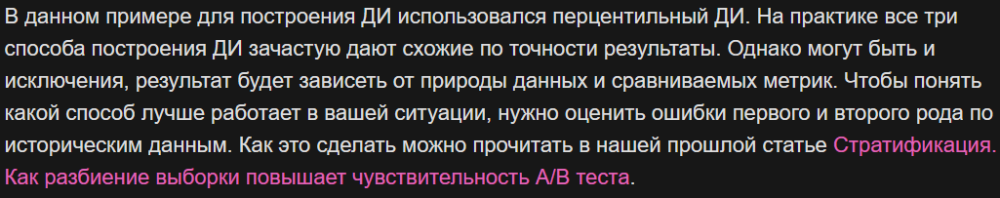 В данном примере для построения ДИ использовался перцентильный ДИ. На практике все три
способа построения ДИ зачастую дают схожие по точности результаты. Однако могут быть и
исключения, результат будет зависеть от природы данных и сравниваемых метрик. Чтобы понять
какой способ лучше работает в вашей ситуации, нужно оценить ошибки первого и второго рода по
историческим данным. Как это сделать можно прочитать в нашей прошлой статье Стратификация.
Как разбиение выборки повышает чувствительность A/B теста.